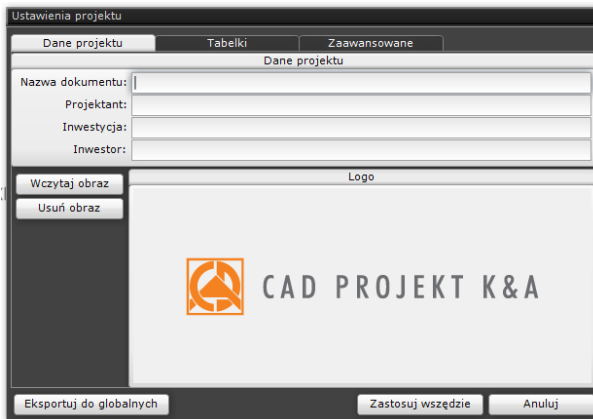 Ustawienia projektu
Dane projektu Tabelki Zaawansowane
Dane projektu
Nazwa dokumentu:
Projektant:
Inwestycja:
Inwestor:
Wczytaj obraz
Logo
Usuń obraz
CAD PROJEKT K&A
Eksportuj do globalnych Zastosuj wszędzie Anuluj